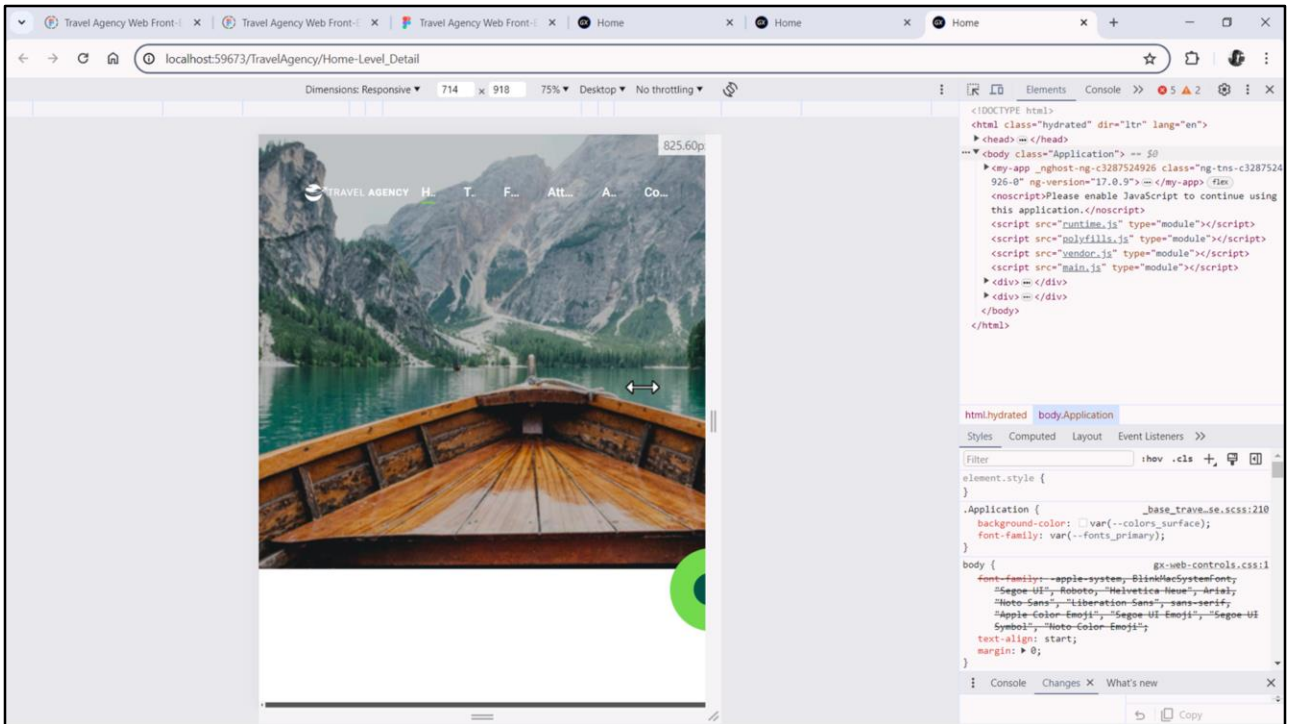 Travel Agency Web Front-
Travel Agency Web Front-E
Travel Agency Web Front-E
Home
Home
Home
localhost:59673/TravelAgency/Home-Level_Detail
Dimensions: Responsive ▼ 714 x 918 75% ▼ Desktop ▼ No throttling ▼
825.60p
TRAVEL AGENCY H.. T.. F... Att... A.. Co...
Elements Console 5 2
<!DOCTYPE html>
<html class="hydrated" dir="ltr" lang="en">
<head> </head>
<body class="Application"> == $0
<my-app _nghost-ng-c3287524926 class="ng-tns-c3287524
926-0" ng-version="17.0.9"> </my-app> flex
<noscript>Please enable JavaScript to continue using
this application.</noscript>
<script src="runtime.js" type="module"></script>
<script src="polyfills.js" type="module"></script>
<script src="vendor.js" type="module"></script>
<script src="main.js" type="module"></script>
<div> </div>
<div> </div>
</body>
</html>
html.hydrated body.Application
Styles Computed Layout Event Listeners
Filter :hov .cls
element.style {
}
.Application { _base_trave…se.scss:210
background-color: var(--colors_surface);
font-family: var(--fonts_primary);
}
body { gx-web-controls.css:1
font-family: -apple-system, BlinkMacSystemFont,
"Segoe UI", Roboto, "Helvetica Neue", Arial,
"Noto Sans", "Liberation Sans", sans-serif,
"Apple Color Emoji", "Segoe UI Emoji", "Segoe UI
Symbol", "Noto Color Emoji";
text-align: start;
margin: 0;
}
Console Changes What's new
Copy